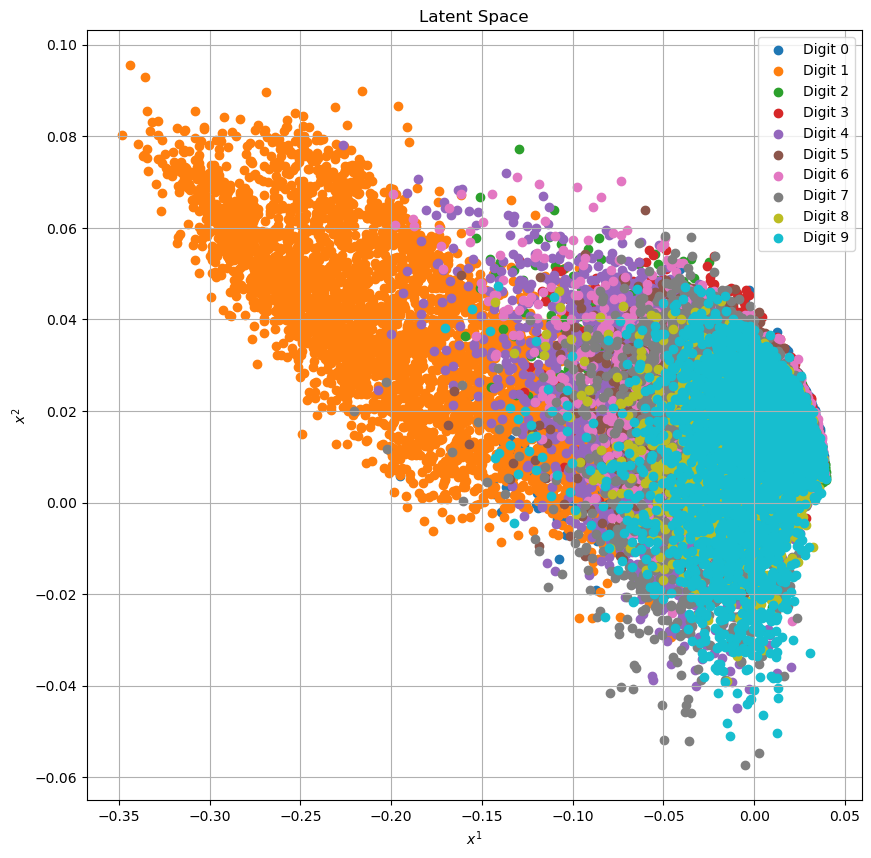 Latent Space
Digit 0
Digit 1
Digit 2
Digit 3
Digit 4
Digit 5
Digit 6
Digit 7
Digit 8
Digit 9
0.10
0.08
0.06
0.04
0.02
0.00
−0.02
−0.04
−0.06
x²
−0.35 −0.30 −0.25 −0.20 −0.15 −0.10 −0.05 0.00 0.05
x¹